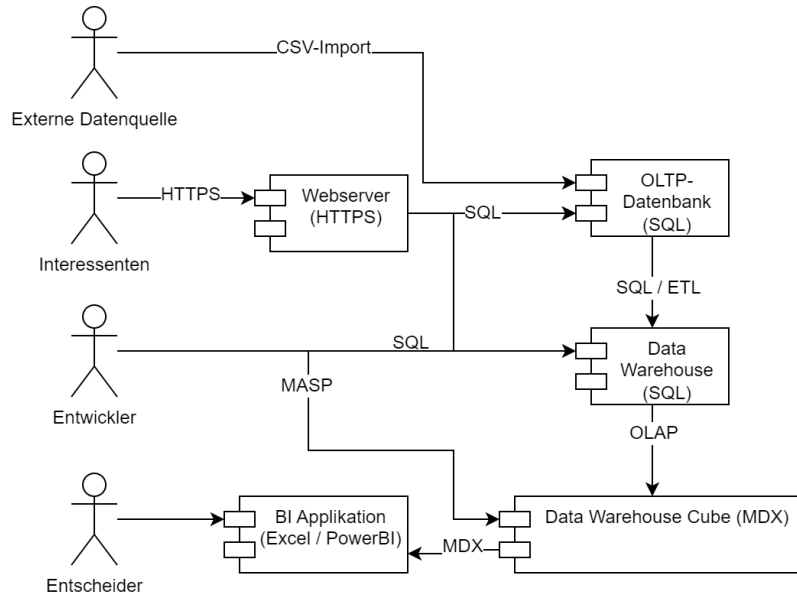 CSV-Import
Externe Datenquelle
HTTPS
Webserver
(HTTPS)
SQL
OLTP-
Datenbank
(SQL)
Interessenten
SQL / ETL
SQL
Data
Warehouse
(SQL)
MASP
Entwickler
OLAP
BI Applikation
(Excel / PowerBI)
MDX
Data Warehouse Cube (MDX)
Entscheider